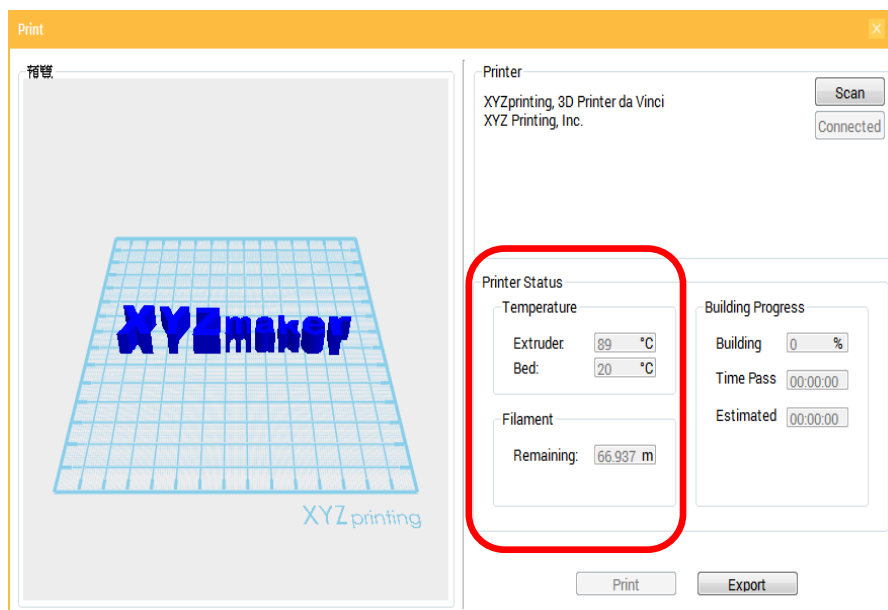 Print
預覽
XYZmaker
XYZprinting
Printer
XYZprinting, 3D Printer da Vinci
XYZ Printing, Inc.
Scan
Connected
Printer Status
Temperature
Extruder:
89 °C
Bed:
20 °C
Filament
Remaining:
66.937 m
Building Progress
Building
0 %
Time Pass
00:00:00
Estimated
00:00:00
Print
Export